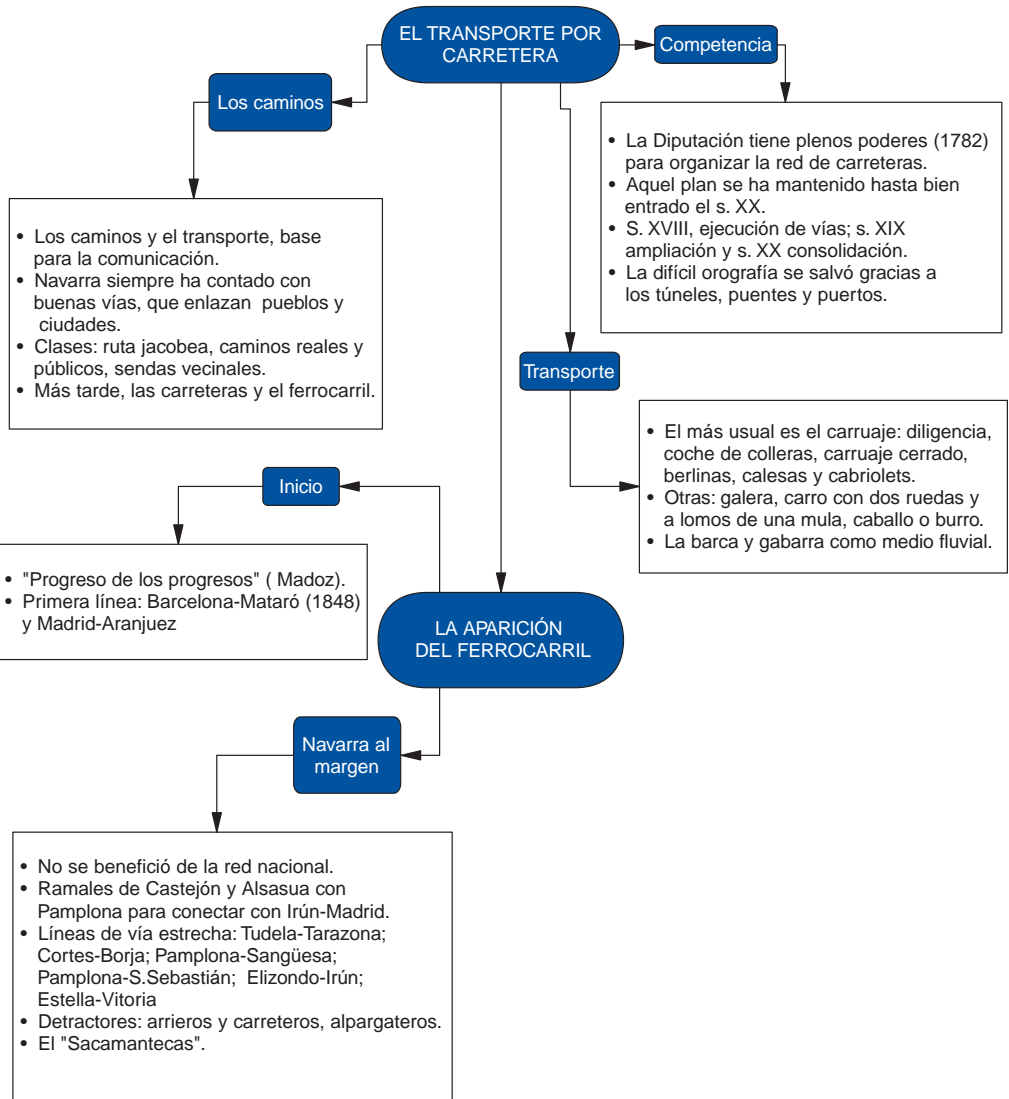 EL TRANSPORTE POR
CARRETERA
Competencia
Los caminos
• La Diputación tiene plenos poderes (1782)
para organizar la red de carreteras.
• Aquel plan se ha mantenido hasta bien
entrado el s. XX.
• S. XVIII, ejecución de vías; s. XIX
ampliación y s. XX consolidación.
• La difícil orografía se salvó gracias a
los túneles, puentes y puertos.
• Los caminos y el transporte, base
para la comunicación.
• Navarra siempre ha contado con
buenas vías, que enlazan pueblos y
ciudades.
• Clases: ruta jacobea, caminos reales y
públicos, sendas vecinales.
• Más tarde, las carreteras y el ferrocarril.
Transporte
• El más usual es el carruaje: diligencia,
coche de colleras, carruaje cerrado,
berlinas, calesas y cabriolets.
• Otras: galera, carro con dos ruedas y
a lomos de una mula, caballo o burro.
• La barca y gabarra como medio fluvial.
Inicio
• "Progreso de los progresos" ( Madoz).
• Primera línea: Barcelona-Mataró (1848)
y Madrid-Aranjuez
LA APARICIÓN
DEL FERROCARRIL
Navarra al
margen
• No se benefició de la red nacional.
• Ramales de Castejón y Alsasua con
Pamplona para conectar con Irún-Madrid.
• Líneas de vía estrecha: Tudela-Tarazona;
Cortes-Borja; Pamplona-Sangüesa;
Pamplona-S.Sebastián; Elizondo-Irún;
Estella-Vitoria
• Detractores: arrieros y carreteros, alpargateros.
• El "Sacamantecas".